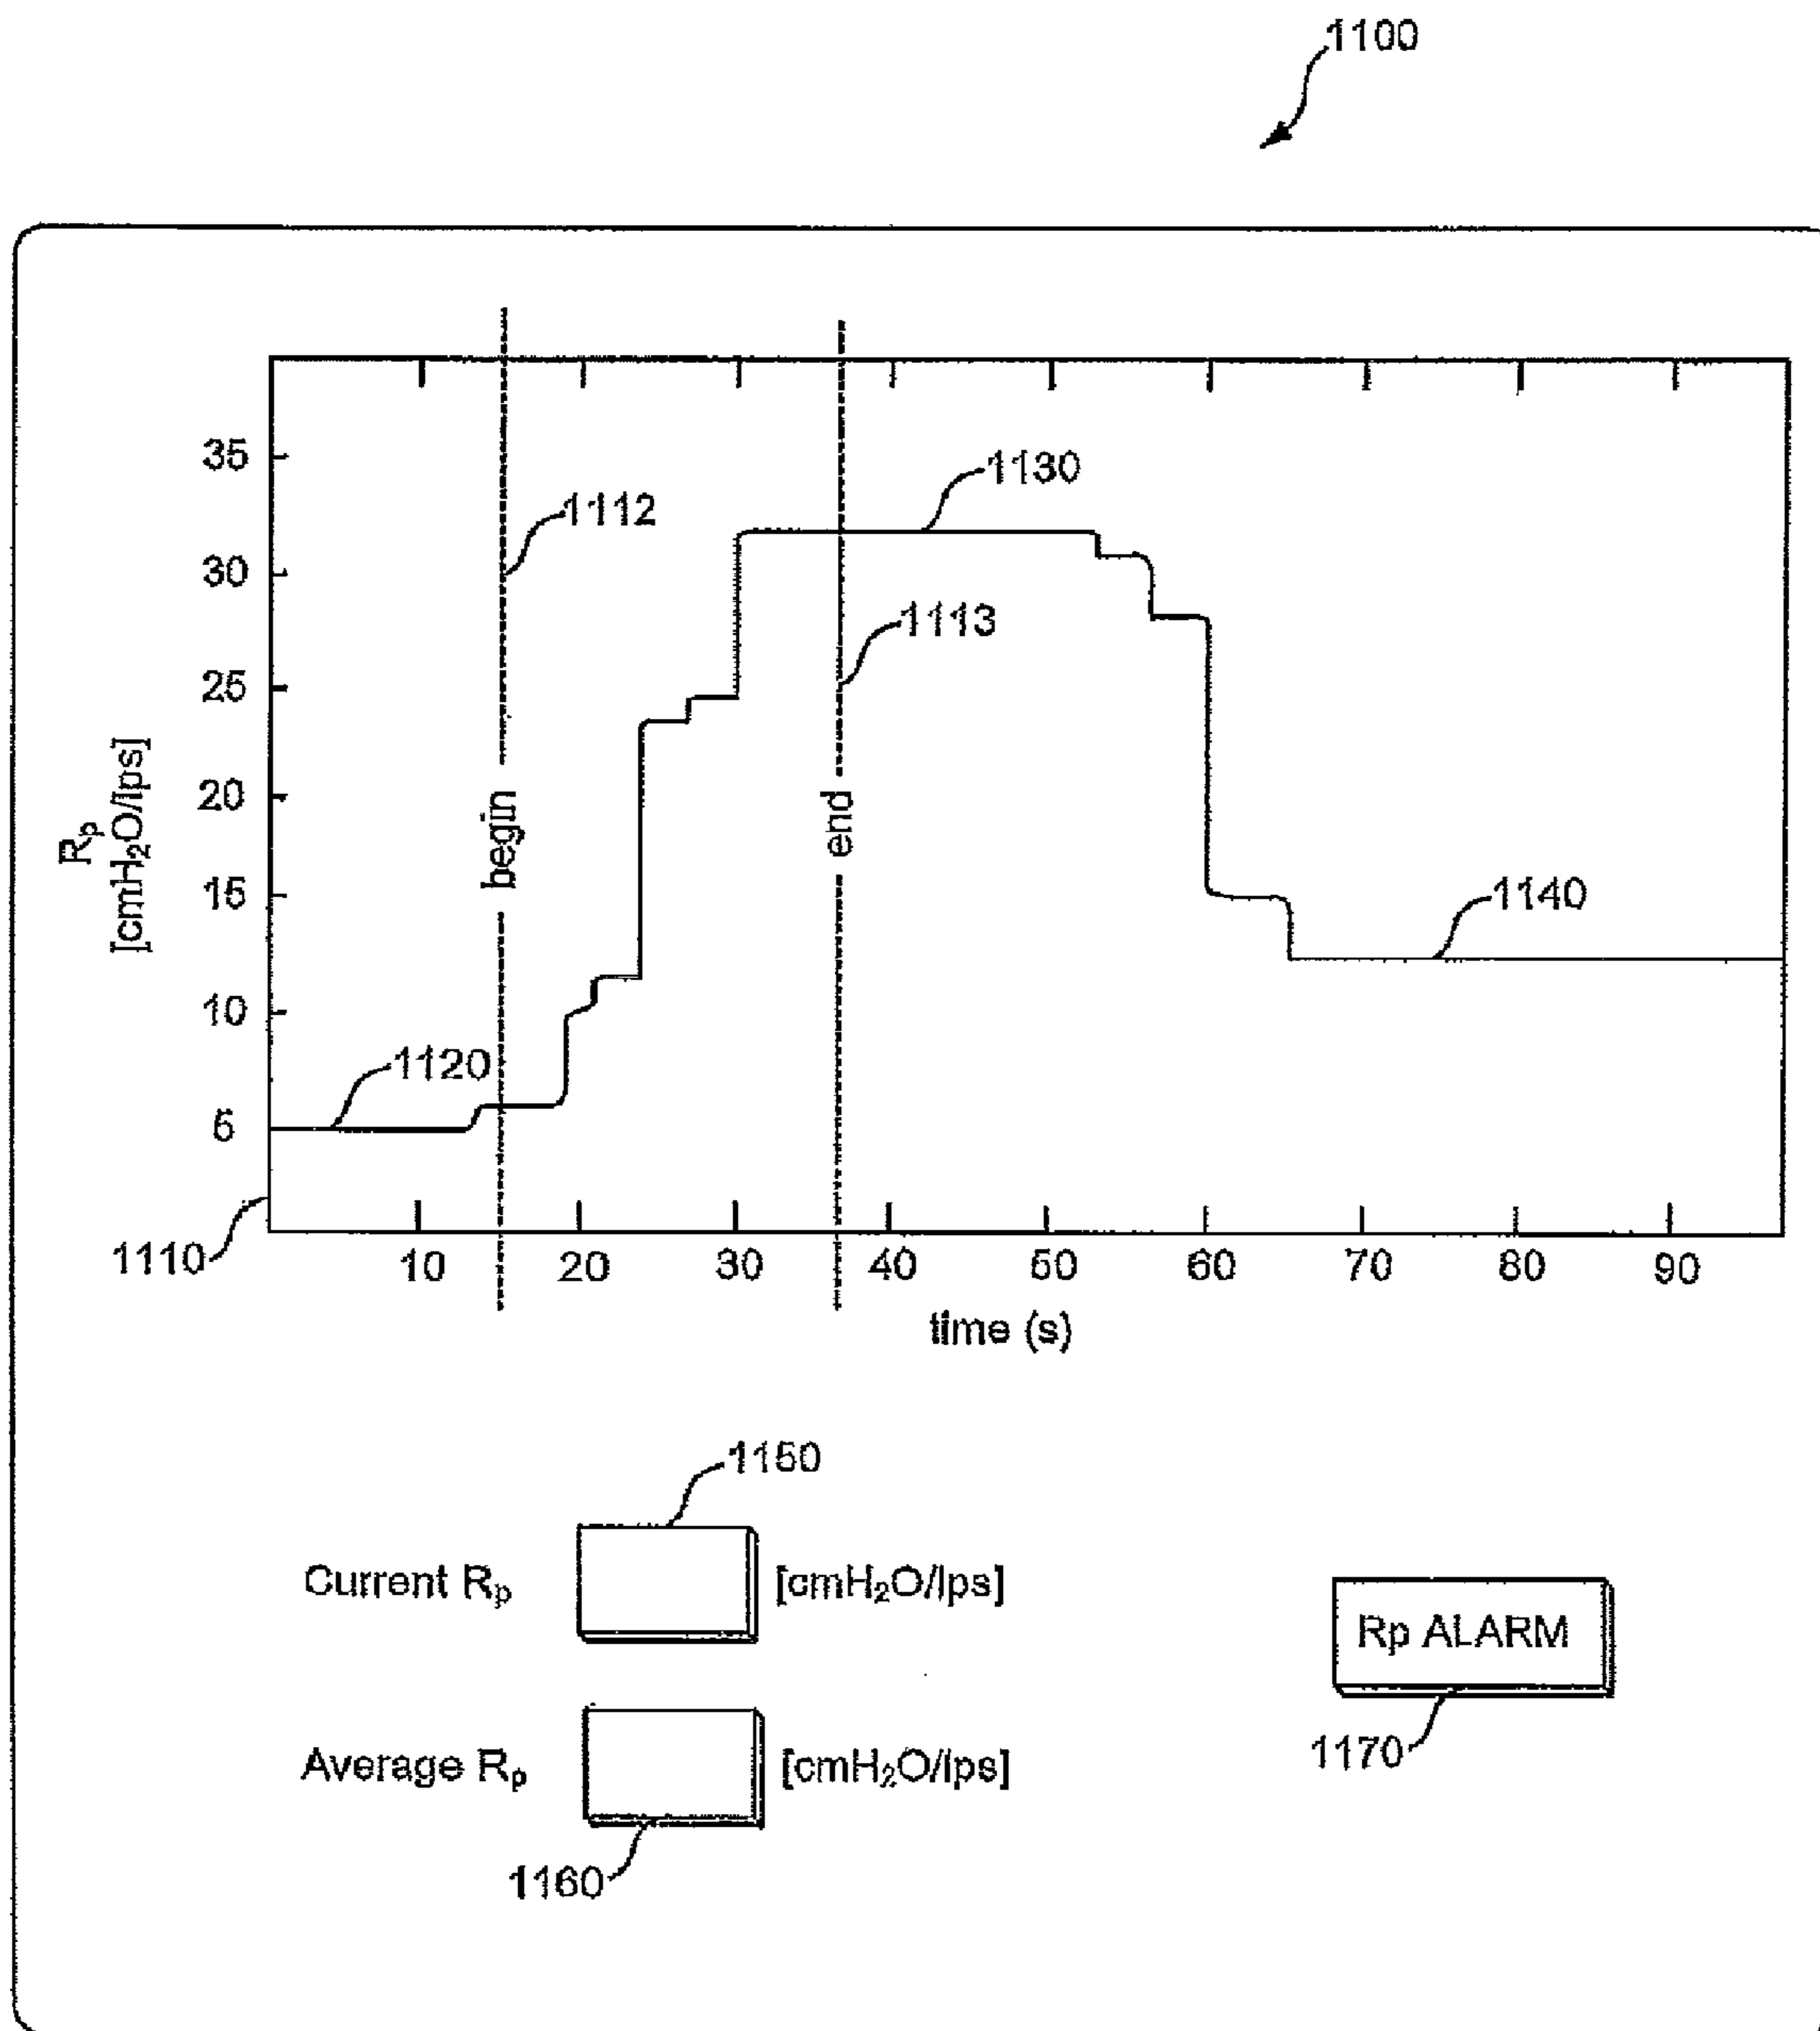 1100
35
30
25
20
15
10
5
Rₚ
[cmH₂O/lps]
1112
1130
1113
begin
end
1120
1140
1110
10 20 30 40 50 60 70 80 90
time (s)
1150
Current Rₚ [cmH₂O/lps]
Rp ALARM
Average Rₚ [cmH₂O/lps]
1170
1160